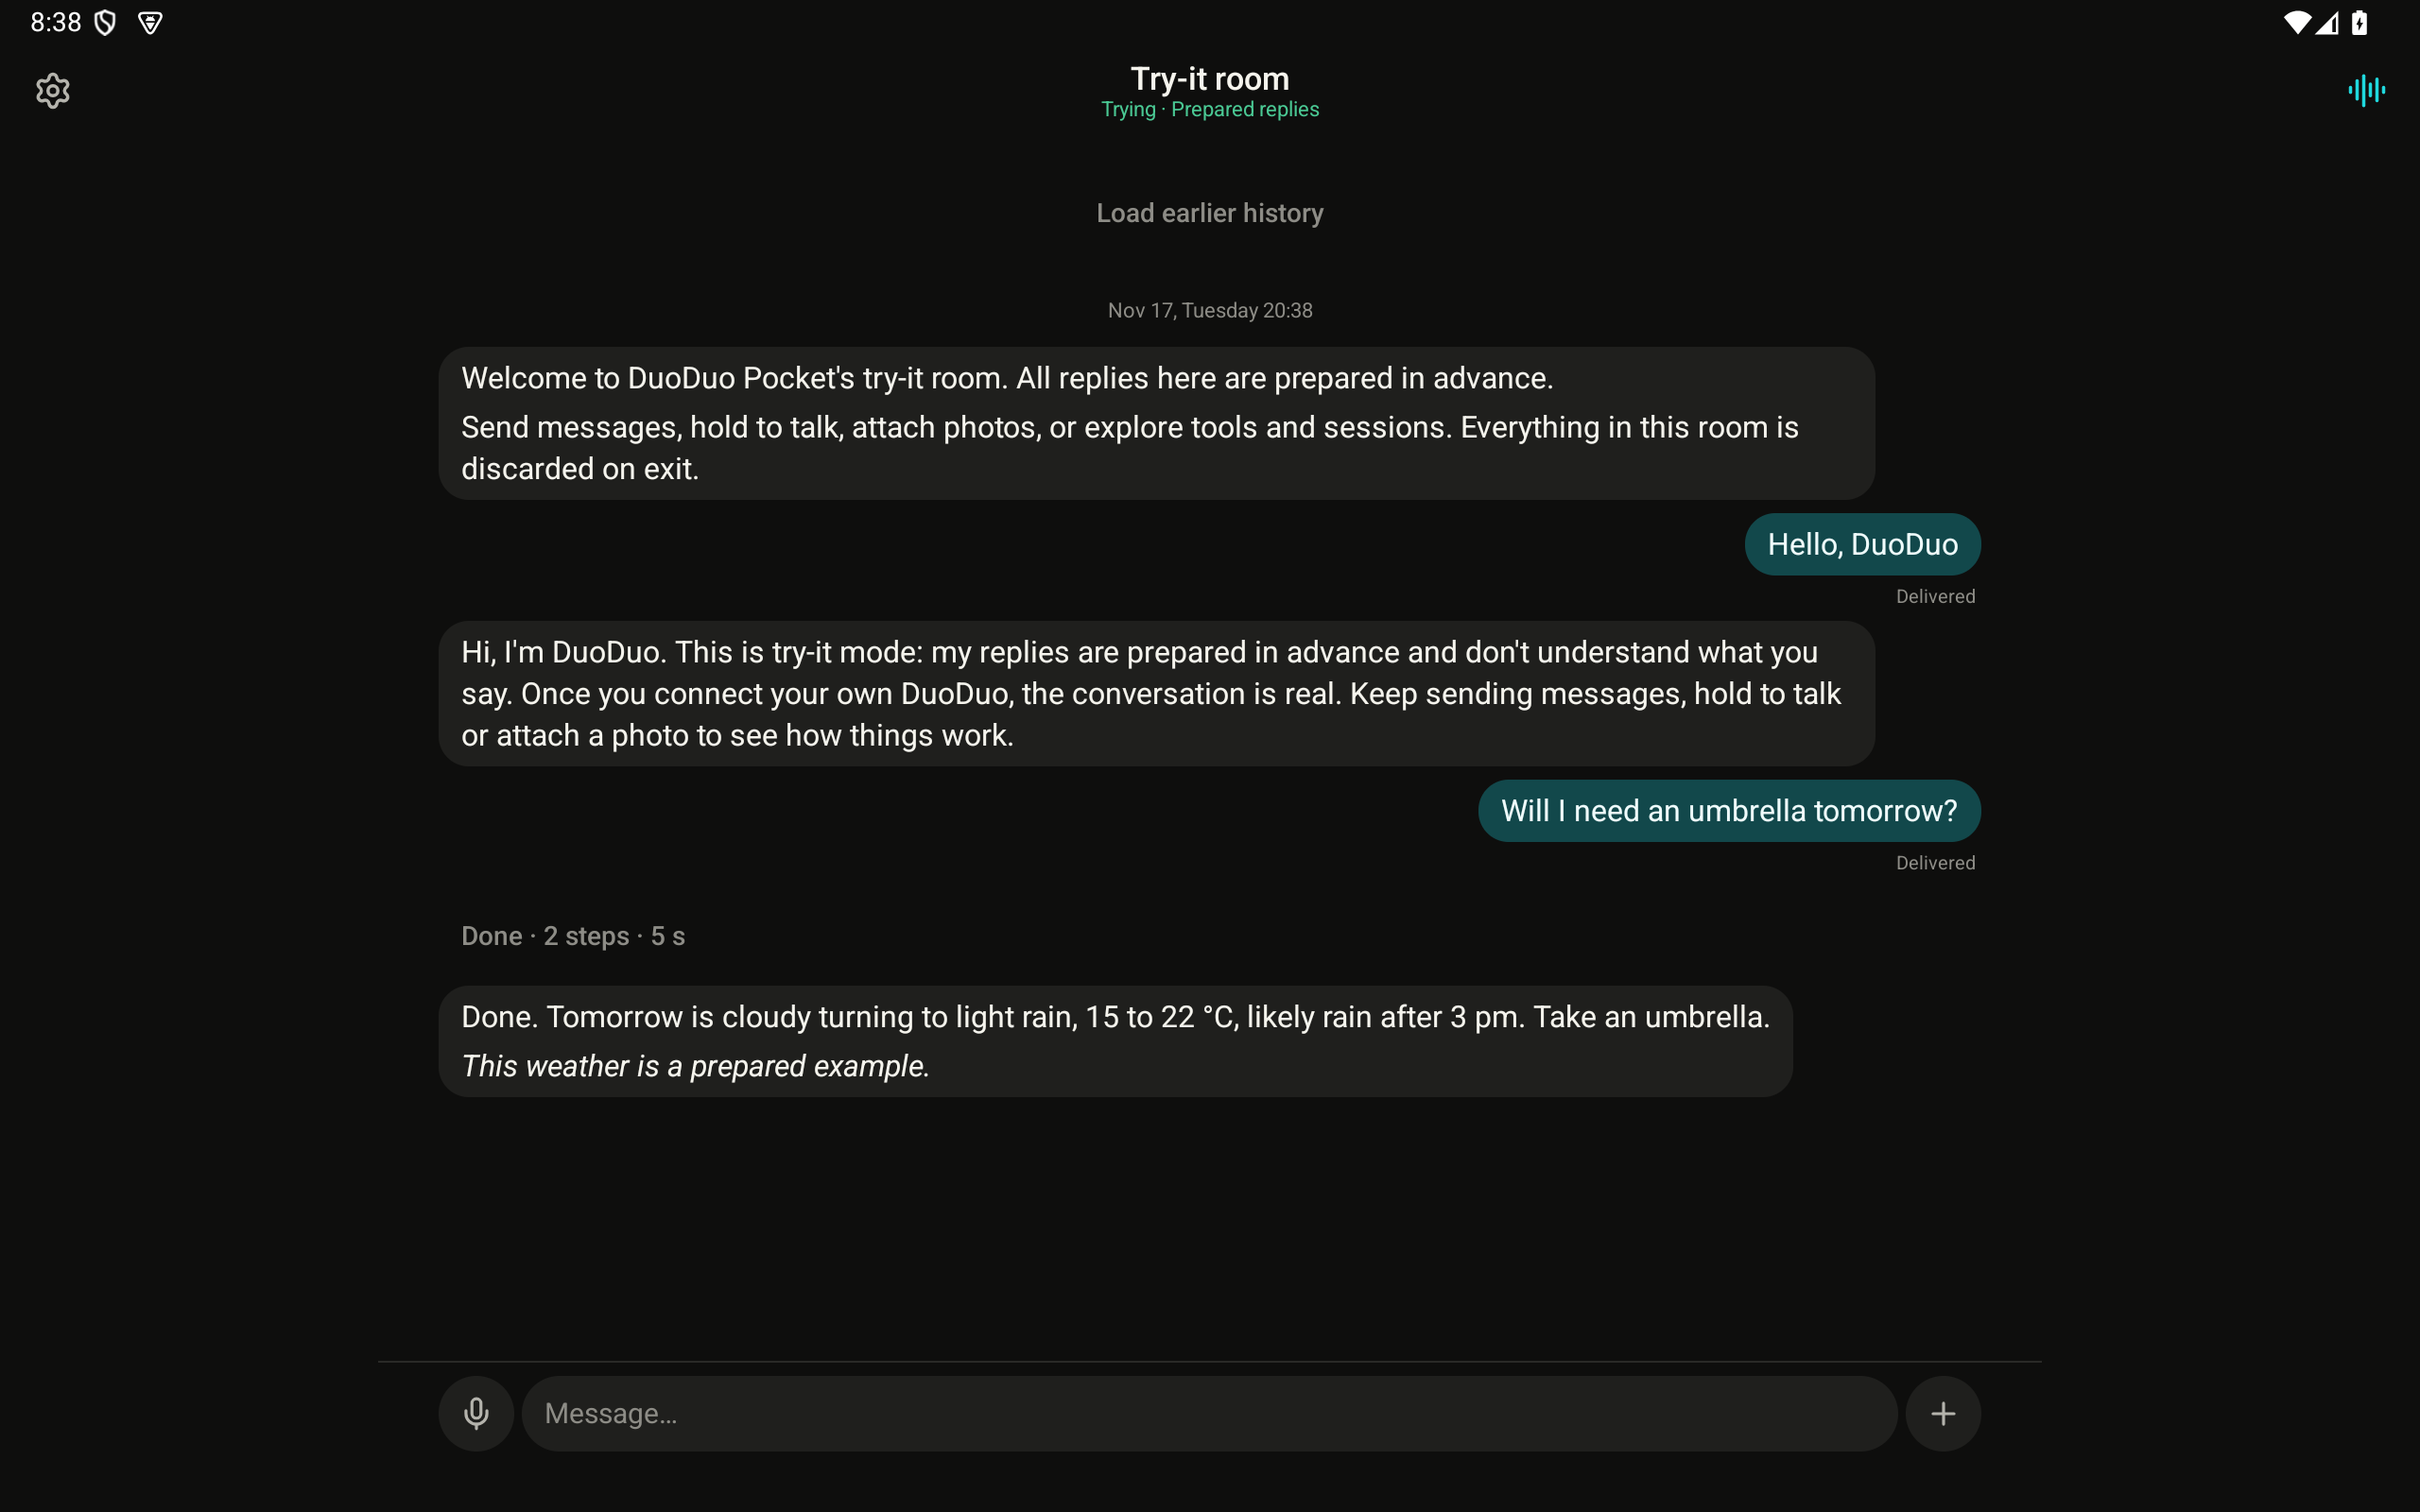 8:38
Try-it room
Trying · Prepared replies
Load earlier history
Nov 17, Tuesday 20:38
Welcome to DuoDuo Pocket's try-it room. All replies here are prepared in advance.
Send messages, hold to talk, attach photos, or explore tools and sessions. Everything in this room is
discarded on exit.
Hello, DuoDuo
Delivered
Hi, I'm DuoDuo. This is try-it mode: my replies are prepared in advance and don't understand what you
say. Once you connect your own DuoDuo, the conversation is real. Keep sending messages, hold to talk
or attach a photo to see how things work.
Will I need an umbrella tomorrow?
Delivered
Done · 2 steps · 5 s
Done. Tomorrow is cloudy turning to light rain, 15 to 22 °C, likely rain after 3 pm. Take an umbrella.
This weather is a prepared example.
Message…